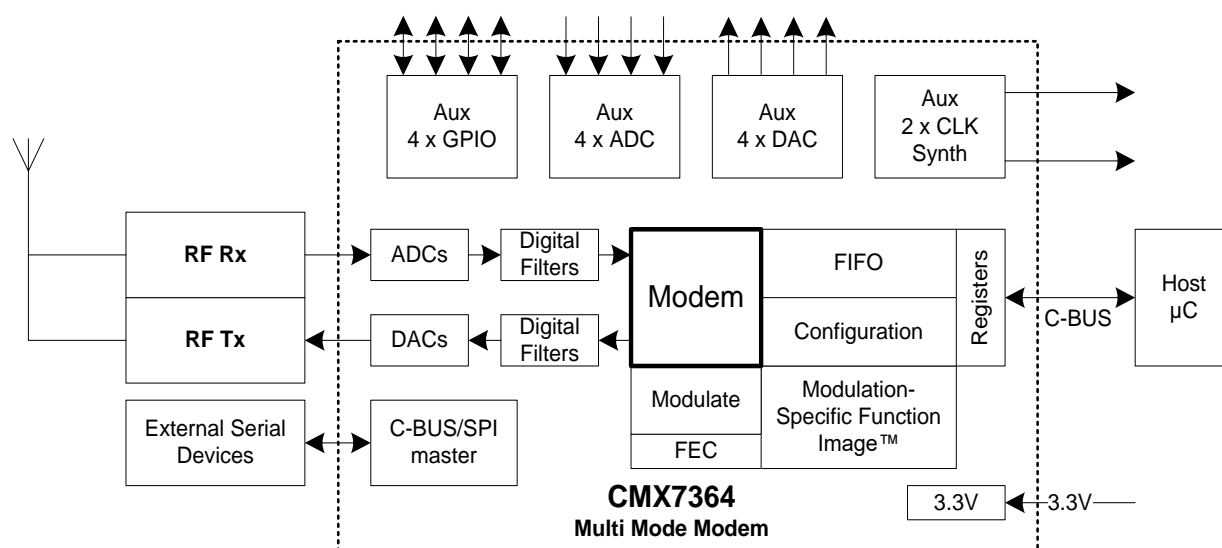 Aux
4 x GPIO
Aux
4 x ADC
Aux
4 x DAC
Aux
2 x CLK
Synth
RF Rx
ADCs
Digital
Filters
Modem
FIFO
Registers
Host
µC
C-BUS
RF Tx
DACs
Digital
Filters
Configuration
External Serial
Devices
C-BUS/SPI
master
Modulate
FEC
Modulation-
Specific Function
Image™
CMX7364
Multi Mode Modem
3.3V
3.3V